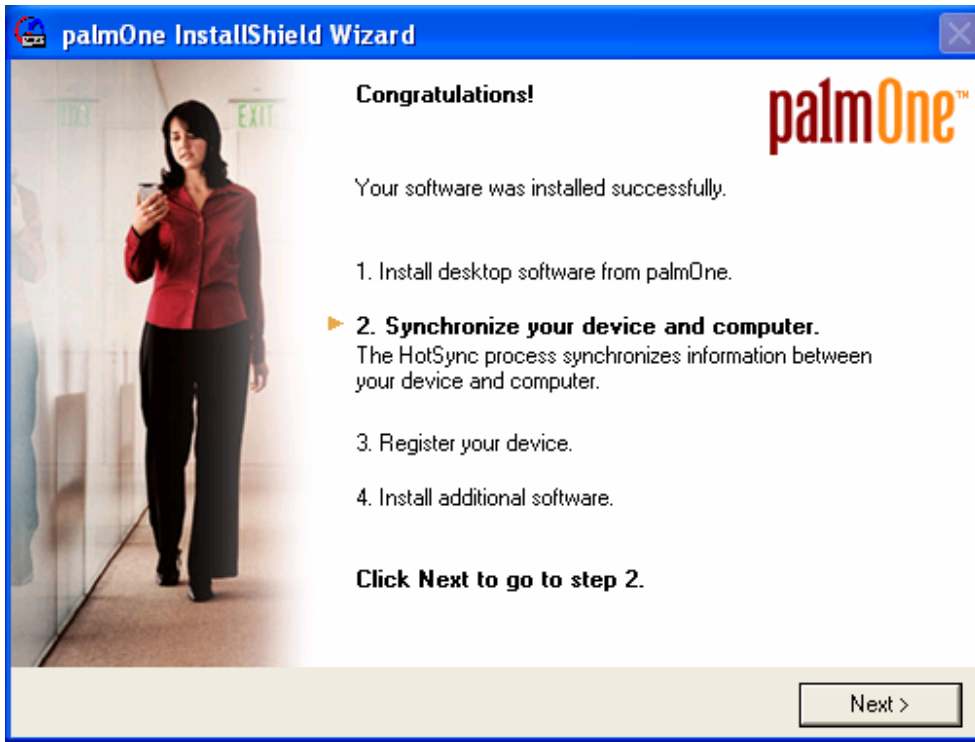 palmOne InstallShield Wizard
EXIT
Congratulations!
palmOne™
Your software was installed successfully.
1. Install desktop software from palmOne.
2. Synchronize your device and computer.
The HotSync process synchronizes information between
your device and computer.
3. Register your device.
4. Install additional software.
Click Next to go to step 2.
Next >